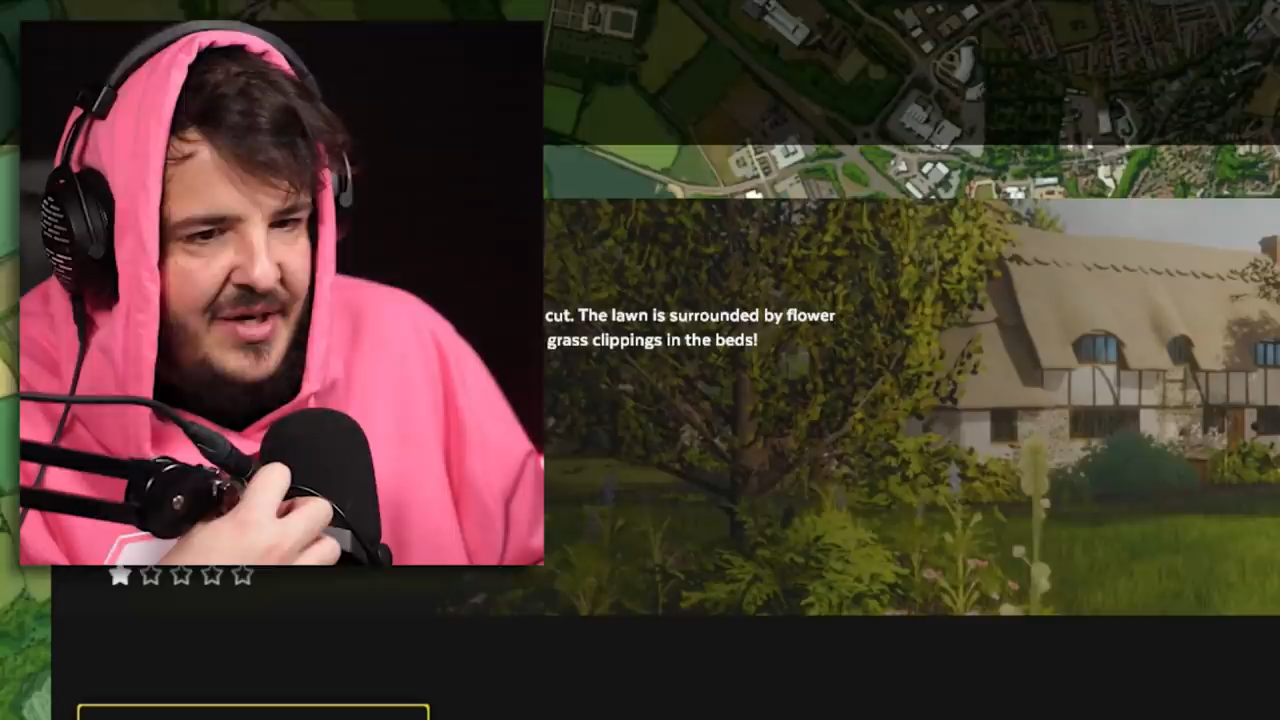 cut. The lawn is surrounded by flower
grass clippings in the beds!